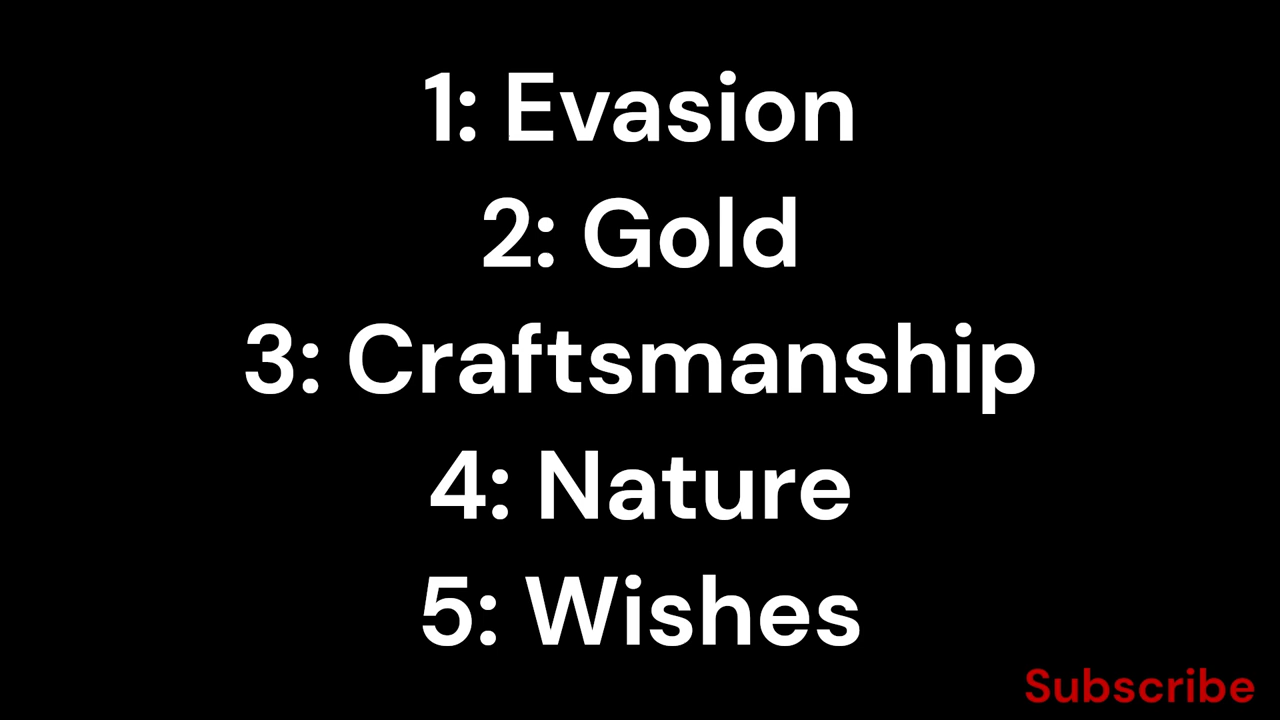 1: Evasion
2: Gold
3: Craftsmanship
4: Nature
5: Wishes
Subscribe